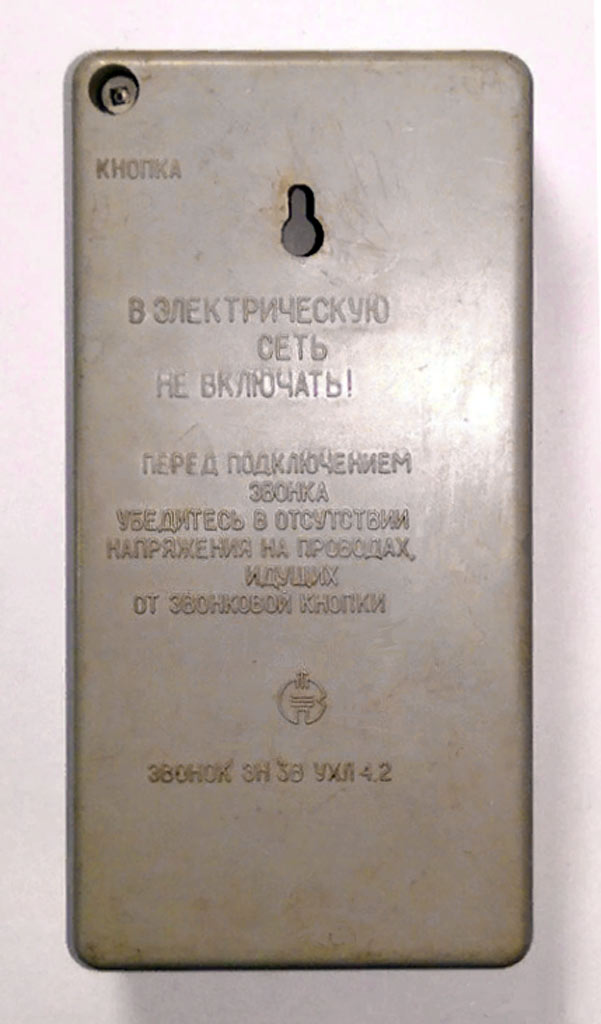 КНОПКА
В ЭЛЕКТРИЧЕСКУЮ
СЕТЬ
НЕ ВКЛЮЧАТЬ!
ПЕРЕД ПОДКЛЮЧЕНИЕМ
ЗВОНКА
УБЕДИТЕСЬ В ОТСУТСТВИИ
НАПРЯЖЕНИЯ НА ПРОВОДАХ,
ИДУЩИХ
ОТ ЗВОНКОВОЙ КНОПКИ
ЗВОНОК ЗН 3В УХЛ 4.2